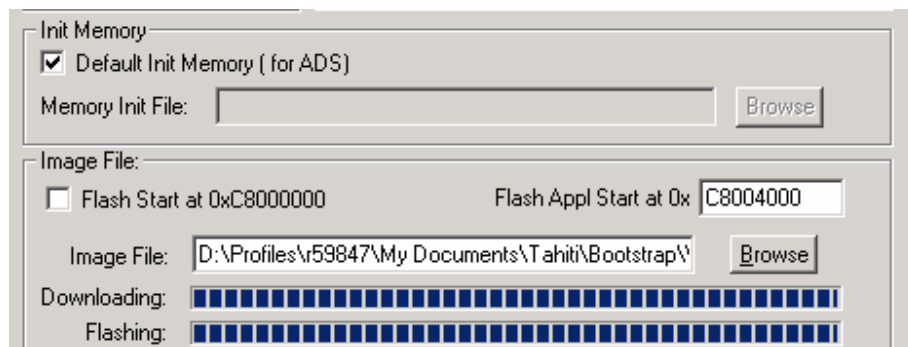 Init Memory
Default Init Memory ( for ADS)
Memory Init File:
Browse
Image File:
Flash Start at 0xC8000000
Flash Appl Start at 0x C8004000
Image File: D:\Profiles\r59847\My Documents\Tahiti\Bootstrap\ Browse
Downloading:
Flashing: